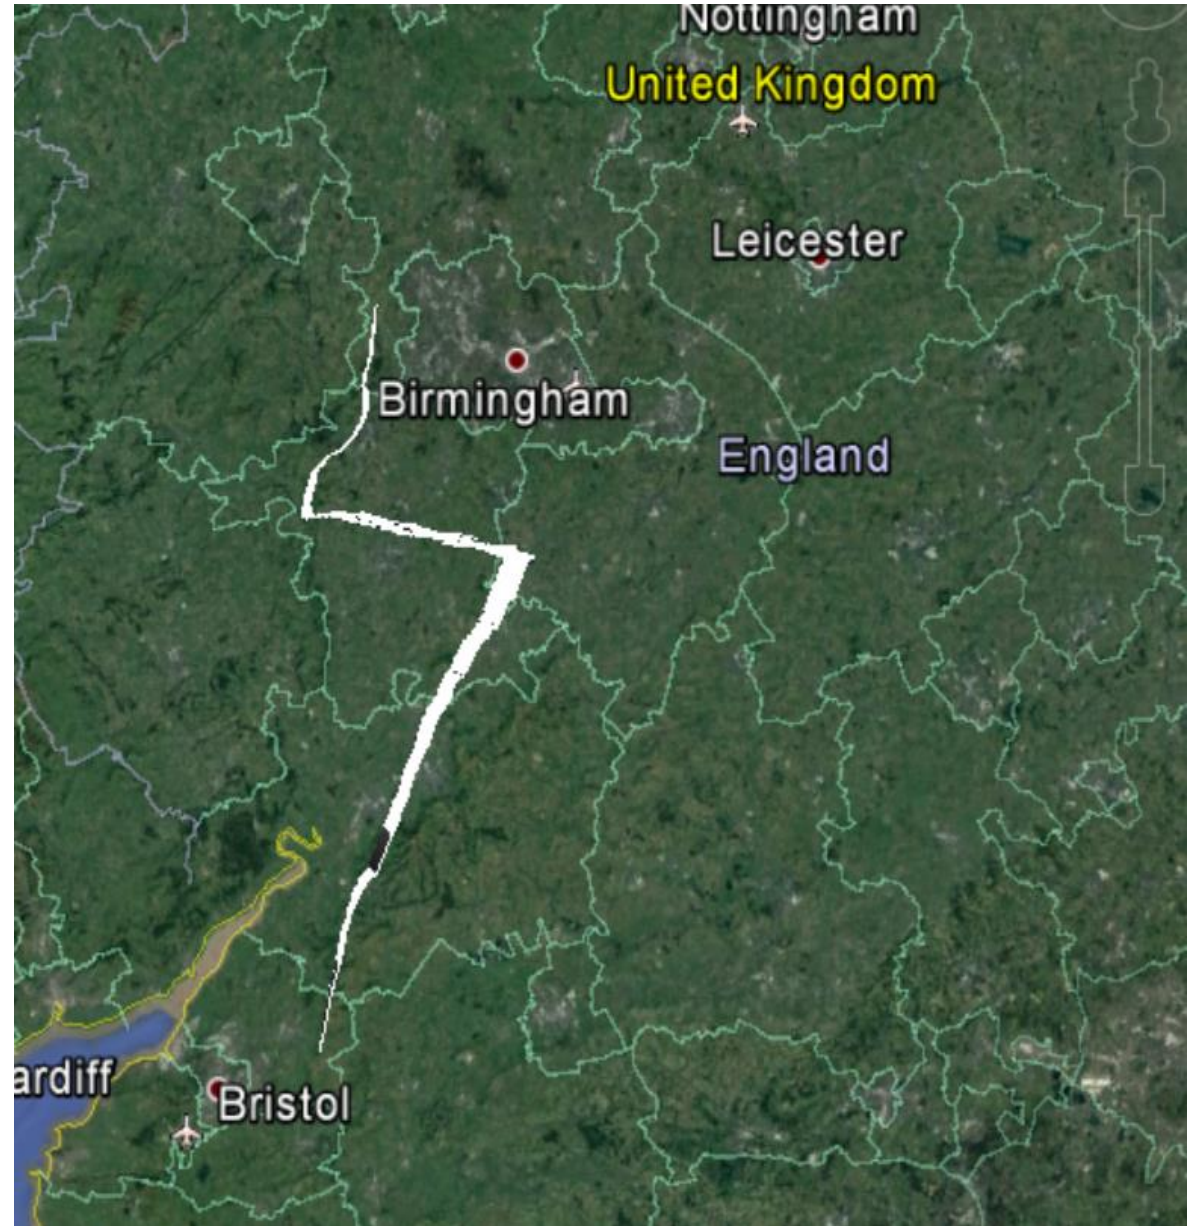 Nottingham
United Kingdom
Leicester
Birmingham
England
ardiff
Bristol